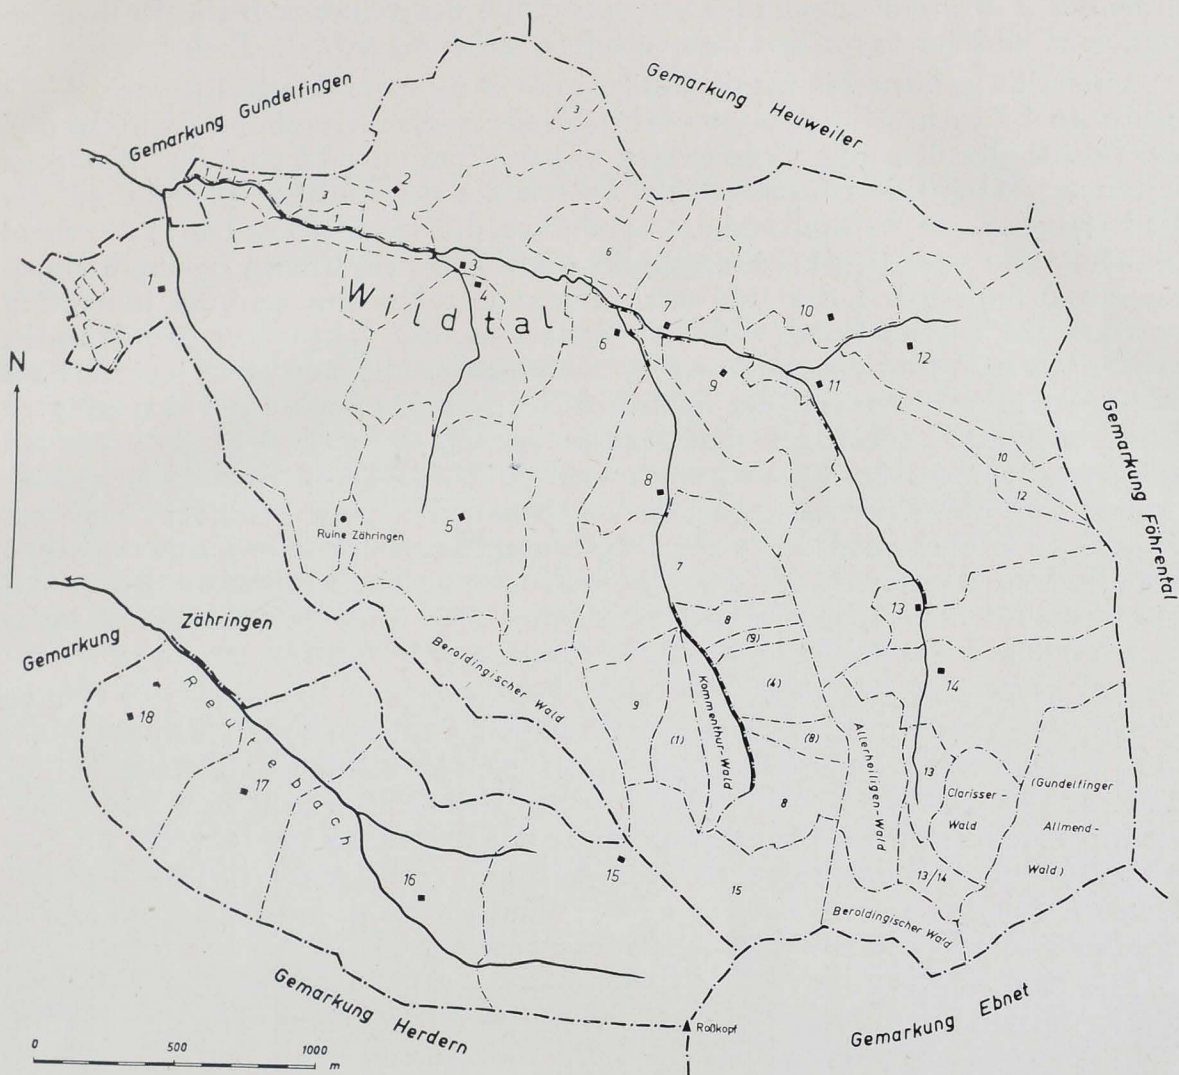 Gemarkung Gundelfingen
Gemarkung Heuweiler
3
3
2
6
1
3
4
Wildtal
6
7
10
12
9
11
N
Gemarkung Föhrental
10
12
8
5
Ruine Zähringen
7
13
8
(9)
Gemarkung Zähringen
Beroldingischer Wald
9
(4)
14
(1)
Kommenthur-Wald
(8)
Allerheiligen-Wald
18
Reutebach
17
8
13
Clarisser-
Wald
(Gundelfinger
Allmend-
Wald)
16
15
15
13/14
Beroldingischer Wald
Gemarkung Herdern
Roßkopf
Gemarkung Ebnet
0 500 1000
m